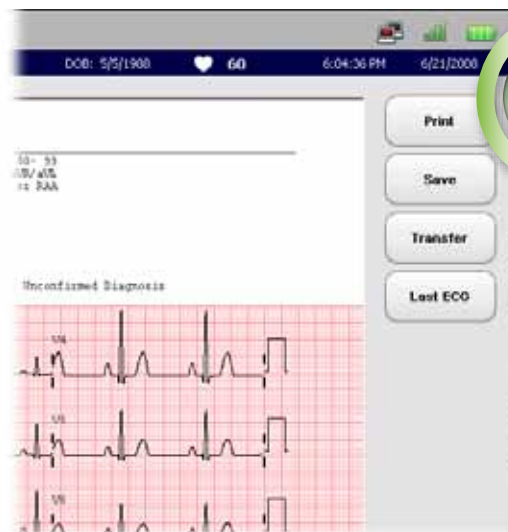 DOB: 5/5/1988 60 6:04:36 PM 6/21/2008
Print
Save
Transfer
Last ECG
Unconfirmed Diagnosis
V4
V5
V6